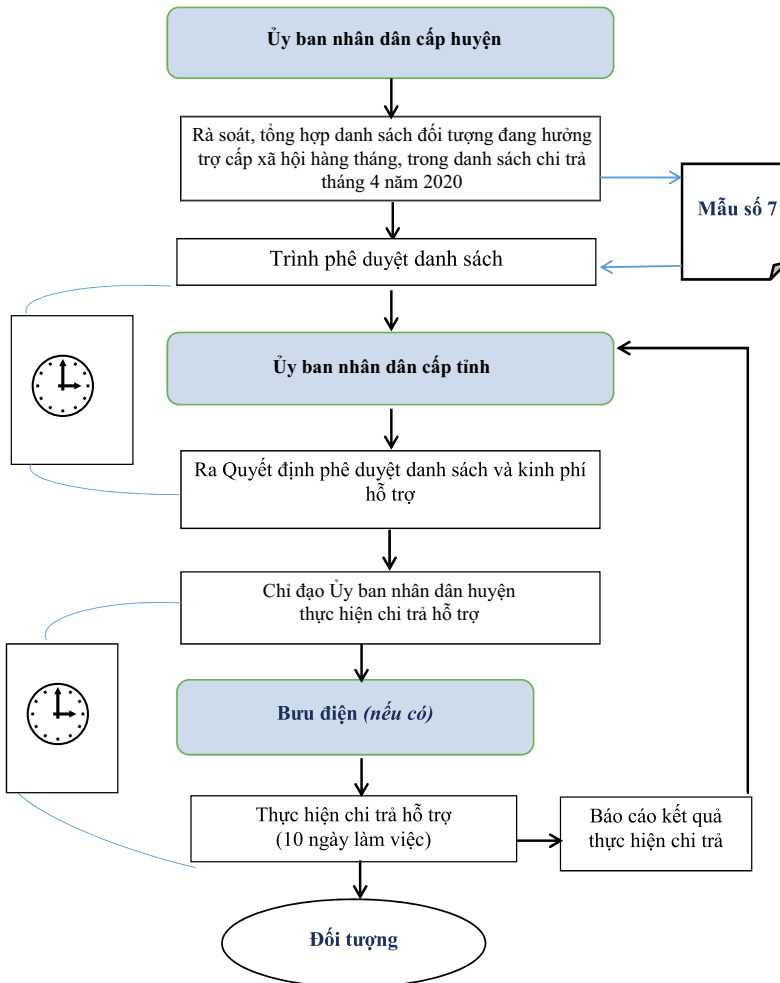 Ủy ban nhân dân cấp huyện
Rà soát, tổng hợp danh sách đối tượng đang hưởng
trợ cấp xã hội hàng tháng, trong danh sách chi trả
tháng 4 năm 2020
Mẫu số 7
Trình phê duyệt danh sách
Ủy ban nhân dân cấp tỉnh
Ra Quyết định phê duyệt danh sách và kinh phí
hỗ trợ
Chỉ đạo Ủy ban nhân dân huyện
thực hiện chi trả hỗ trợ
Bưu điện (nếu có)
Thực hiện chi trả hỗ trợ
(10 ngày làm việc)
Báo cáo kết quả
thực hiện chi trả
Đối tượng